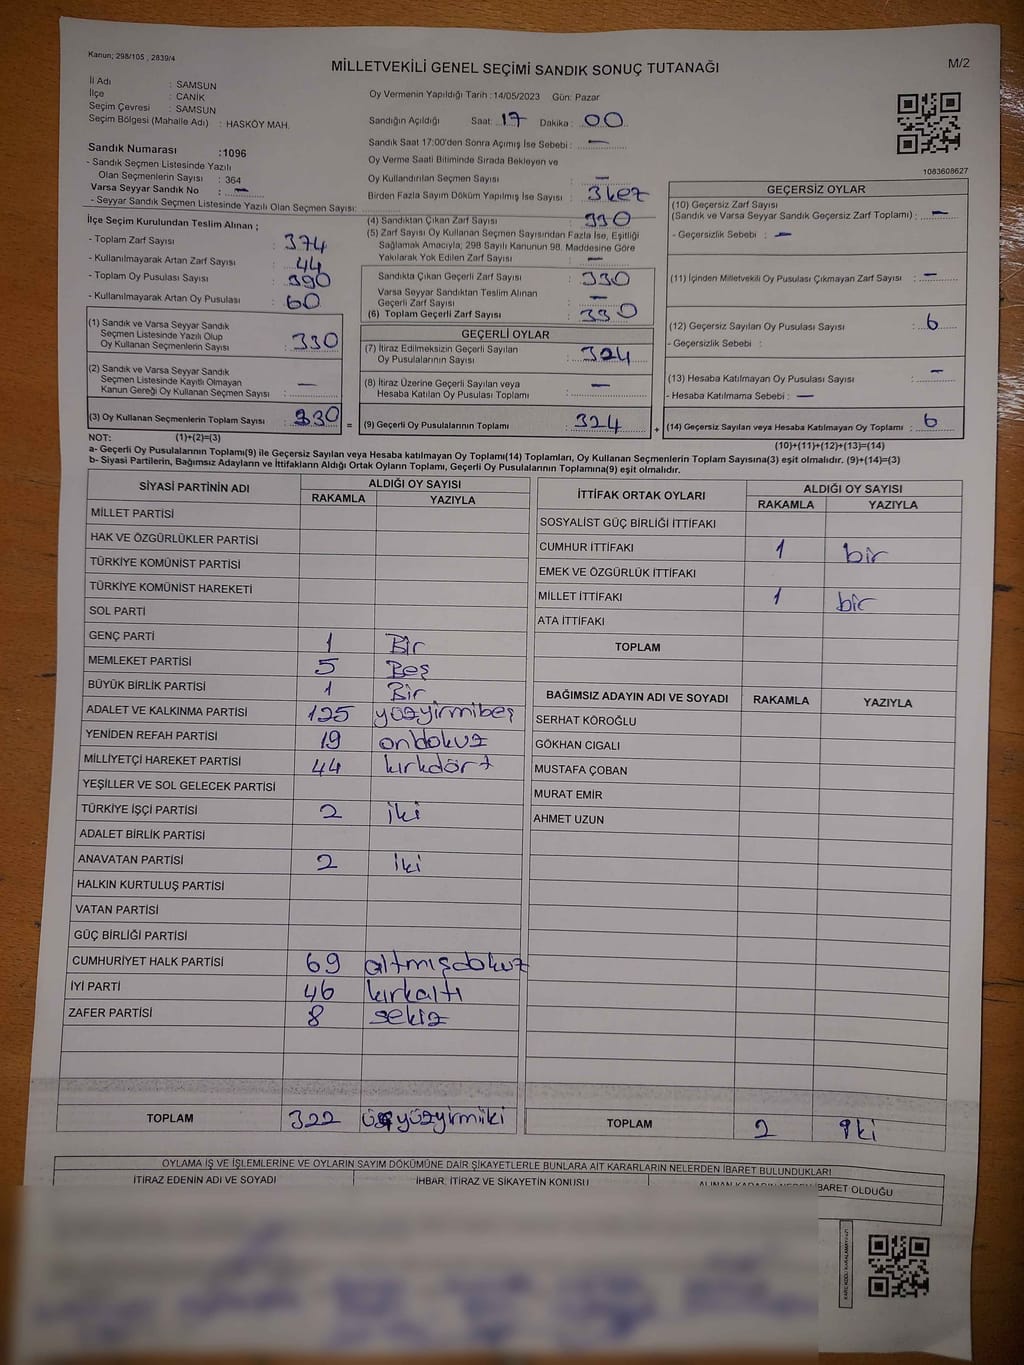 Kanun; 298/105 , 2839/4
MİLLETVEKİLİ GENEL SEÇİMİ SANDIK SONUÇ TUTANAĞI
M/2
İl Adı : SAMSUN
İlçe : CANİK
Seçim Çevresi : SAMSUN
Seçim Bölgesi (Mahalle Adı) : HASKÖY MAH.
Oy Vermenin Yapıldığı Tarih : 14/05/2023 Gün: Pazar
Sandığın Açıldığı Saat: 17 Dakika : 00
Sandık Saat 17:00'den Sonra Açımış İse Sebebi : —
Oy Verme Saati Bitiminde Sırada Bekleyen ve
Oy Kullandırılan Seçmen Sayısı : —
Birden Fazla Sayım Döküm Yapılmış İse Sayısı : 3 kez
1083608627
Sandık Numarası :1096
- Sandık Seçmen Listesinde Yazılı
Olan Seçmenlerin Sayısı : 364
Varsa Seyyar Sandık No : —
- Seyyar Sandık Seçmen Listesinde Yazılı Olan Seçmen Sayısı:
İlçe Seçim Kurulundan Teslim Alınan ;
- Toplam Zarf Sayısı : 374
- Kullanılmayarak Artan Zarf Sayısı : 44
- Toplam Oy Pusulası Sayısı : 390
- Kullanılmayarak Artan Oy Pusulası : 60
(1) Sandık ve Varsa Seyyar Sandık
Seçmen Listesinde Yazılı Olup
Oy Kullanan Seçmenlerin Sayısı : 330
(2) Sandık ve Varsa Seyyar Sandık
Seçmen Listesinde Kayıtlı Olmayan
Kanun Gereği Oy Kullanan Seçmen Sayısı : —
(3) Oy Kullanan Seçmenlerin Toplam Sayısı : 330
(4) Sandıktan Çıkan Zarf Sayısı : 330
(5) Zarf Sayısı Oy Kullanan Seçmen Sayısından Fazla İse, Eşitliği
Sağlamak Amacıyla; 298 Sayılı Kanunun 98. Maddesine Göre
Yakılarak Yok Edilen Zarf Sayısı : —
Sandıkta Çıkan Geçerli Zarf Sayısı : 330
Varsa Seyyar Sandıktan Teslim Alınan
Geçerli Zarf Sayısı : —
(6) Toplam Geçerli Zarf Sayısı : 330
GEÇERLİ OYLAR
(7) İtiraz Edilmeksizin Geçerli Sayılan
Oy Pusulalarının Sayısı : 324
(8) İtiraz Üzerine Geçerli Sayılan veya
Hesaba Katılan Oy Pusulası Toplamı : —
= (9) Geçerli Oy Pusulalarının Toplamı : 324
GEÇERSİZ OYLAR
(10) Geçersiz Zarf Sayısı
(Sandık ve Varsa Seyyar Sandık Geçersiz Zarf Toplamı) : —
- Geçersizlik Sebebi : —
(11) İçinden Milletvekili Oy Pusulası Çıkmayan Zarf Sayısı : —
(12) Geçersiz Sayılan Oy Pusulası Sayısı : 6
- Geçersizlik Sebebi :
(13) Hesaba Katılmayan Oy Pusulası Sayısı : —
- Hesaba Katılmama Sebebi : —
+ (14) Geçersiz Sayılan veya Hesaba Katılmayan Oy Toplamı : 6
NOT: (1)+(2)=(3)
(10)+(11)+(12)+(13)=(14)
a- Geçerli Oy Pusulalarının Toplamı(9) ile Geçersiz Sayılan veya Hesaba katılmayan Oy Toplamı(14) Toplamları, Oy Kullanan Seçmenlerin Toplam Sayısına(3) eşit olmalıdır. (9)+(14)=(3)
b- Siyasi Partilerin, Bağımsız Adayların ve İttifakların Aldığı Ortak Oyların Toplamı, Geçerli Oy Pusulalarının Toplamına(9) eşit olmalıdır.
SİYASİ PARTİNİN ADI ALDIĞI OY SAYISI
RAKAMLA YAZIYLA
MİLLET PARTİSİ
HAK VE ÖZGÜRLÜKLER PARTİSİ
TÜRKİYE KOMÜNİST PARTİSİ
TÜRKİYE KOMÜNİST HAREKETİ
SOL PARTİ
GENÇ PARTİ 1 Bir
MEMLEKET PARTİSİ 5 Beş
BÜYÜK BİRLİK PARTİSİ 1 Bir
ADALET VE KALKINMA PARTİSİ 125 yüzyirmibeş
YENİDEN REFAH PARTİSİ 19 ondokuz
MİLLİYETÇİ HAREKET PARTİSİ 44 kırkdört
YEŞİLLER VE SOL GELECEK PARTİSİ
TÜRKİYE İŞÇİ PARTİSİ 2 iki
ADALET BİRLİK PARTİSİ
ANAVATAN PARTİSİ 2 iki
HALKIN KURTULUŞ PARTİSİ
VATAN PARTİSİ
GÜÇ BİRLİĞİ PARTİSİ
CUMHURİYET HALK PARTİSİ 69 altmışdokuz
İYİ PARTİ 46 kırkaltı
ZAFER PARTİSİ 8 sekiz
TOPLAM 322 üçyüzyirmiiki
İTTİFAK ORTAK OYLARI ALDIĞI OY SAYISI
RAKAMLA YAZIYLA
SOSYALİST GÜÇ BİRLİĞİ İTTİFAKI
CUMHUR İTTİFAKI 1 bir
EMEK VE ÖZGÜRLÜK İTTİFAKI
MİLLET İTTİFAKI 1 bir
ATA İTTİFAKI
TOPLAM
BAĞIMSIZ ADAYIN ADI VE SOYADI RAKAMLA YAZIYLA
SERHAT KÖROĞLU
GÖKHAN CIGALI
MUSTAFA ÇOBAN
MURAT EMİR
AHMET UZUN
TOPLAM 2 iki
OYLAMA İŞ VE İŞLEMLERİNE VE OYLARIN SAYIM DÖKÜMÜNE DAİR ŞİKAYETLERLE BUNLARA AİT KARARLARIN NELERDEN İBARET BULUNDUKLARI
İTİRAZ EDENİN ADI VE SOYADI
İHBAR, İTİRAZ VE ŞİKAYETİN KONUSU
ALINAN KARARIN NEDEN İBARET OLDUĞU